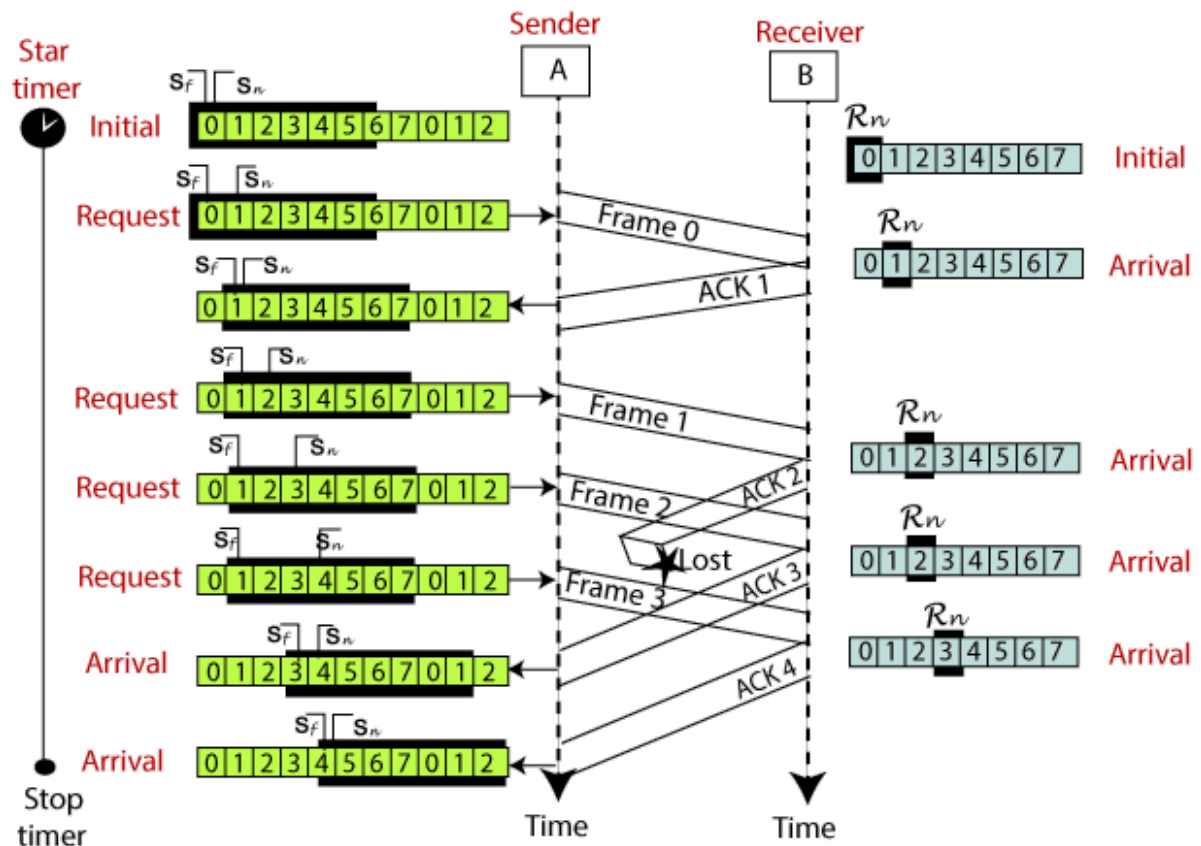 Sender
Receiver
Star
timer
A
B
Sf Sn
Initial
0 1 2 3 4 5 6 7 0 1 2
Rn
0 1 2 3 4 5 6 7
Initial
Sf Sn
Request
0 1 2 3 4 5 6 7 0 1 2
Frame 0
Rn
0 1 2 3 4 5 6 7
Arrival
Sf Sn
0 1 2 3 4 5 6 7 0 1 2
ACK 1
Sf Sn
Request
0 1 2 3 4 5 6 7 0 1 2
Frame 1
Rn
0 1 2 3 4 5 6 7
Arrival
Sf Sn
Request
0 1 2 3 4 5 6 7 0 1 2
Frame 2
ACK 2
Rn
0 1 2 3 4 5 6 7
Arrival
Lost
Sf Sn
Request
0 1 2 3 4 5 6 7 0 1 2
Frame 3
ACK 3
Rn
0 1 2 3 4 5 6 7
Arrival
Sf Sn
Arrival
0 1 2 3 4 5 6 7 0 1 2
ACK 4
Sf Sn
Arrival
0 1 2 3 4 5 6 7 0 1 2
Stop
timer
Time
Time